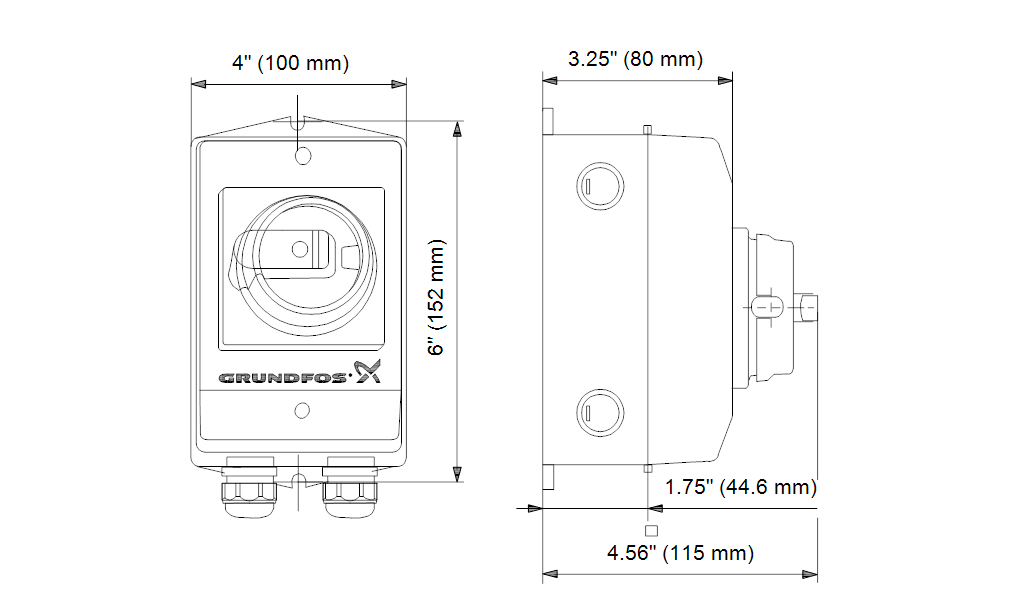 4" (100 mm)
3.25" (80 mm)
6" (152 mm)
GRUNDFOS
1.75" (44.6 mm)
4.56" (115 mm)